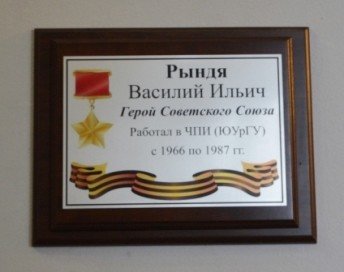 Рындя
Василий Ильич
Герой Советского Союза
Работал в ЧПИ (ЮУрГУ)
с 1966 по 1987 гг.